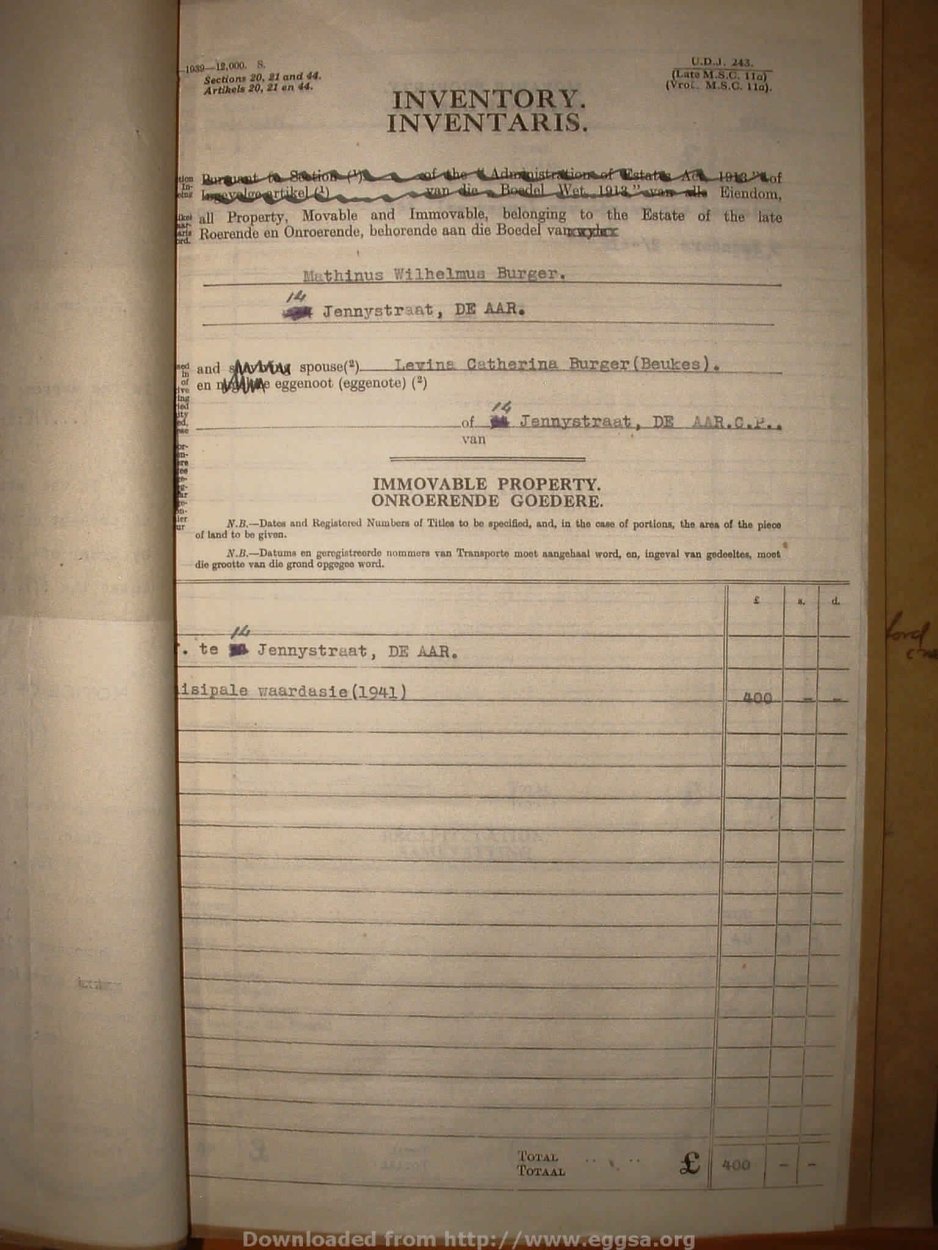 1939—12,000. S.
Sections 20, 21 and 44.
Artikels 20, 21 en 44.
U.D.J. 243.
(Late M.S.C. 11a)
(Vroe. M.S.C. 11a).
INVENTORY.
INVENTARIS.
Pursuant to Section (¹) of the "Administration of Estates Act, 1913," of
Ingevolge artikel (¹) van die Boedel Wet, 1913," van alle Eiendom,
all Property, Movable and Immovable, belonging to the Estate of the late
Roerende en Onroerende, behorende aan die Boedel van
Mathinus Wilhelmus Burger.
14
Jennystraat, DE AAR.
and spouse(²) Levina Catherina Burger(Beukes).
en eggenoot (eggenote) (²)
14
of Jennystraat, DE AAR.C.P..
van
IMMOVABLE PROPERTY.
ONROERENDE GOEDERE.
N.B.—Dates and Registered Numbers of Titles to be specified, and, in the case of portions, the area of the piece
of land to be given.
N.B.—Datums en geregistreerde nommers van Transporte moet aangehaal word, en, ingeval van gedeeltes, moet
die grootte van die grond opgegee word.
£ s. d.
14
. te Jennystraat, DE AAR.
isipale waardasie(1941) 400 - -
TOTAL
TOTAAL
£ 400 - -
Downloaded from http://www.eggsa.org